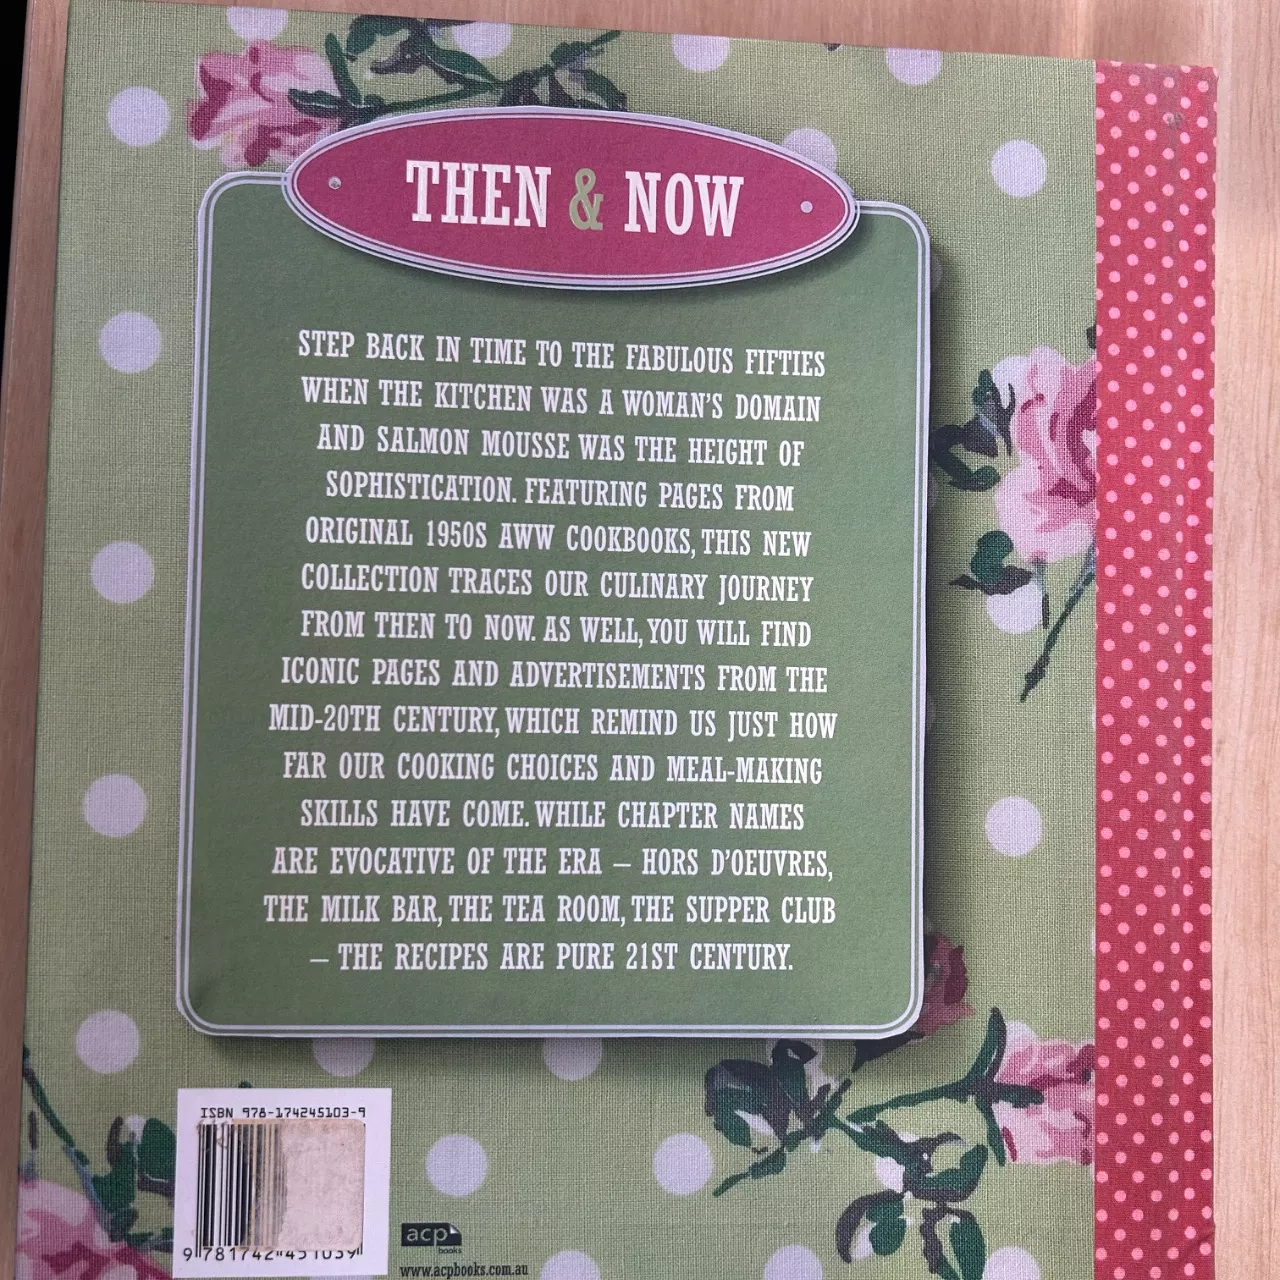 THEN & NOW
STEP BACK IN TIME TO THE FABULOUS FIFTIES
WHEN THE KITCHEN WAS A WOMAN'S DOMAIN
AND SALMON MOUSSE WAS THE HEIGHT OF
SOPHISTICATION. FEATURING PAGES FROM
ORIGINAL 1950S AWW COOKBOOKS, THIS NEW
COLLECTION TRACES OUR CULINARY JOURNEY
FROM THEN TO NOW. AS WELL, YOU WILL FIND
ICONIC PAGES AND ADVERTISEMENTS FROM THE
MID-20TH CENTURY, WHICH REMIND US JUST HOW
FAR OUR COOKING CHOICES AND MEAL-MAKING
SKILLS HAVE COME. WHILE CHAPTER NAMES
ARE EVOCATIVE OF THE ERA – HORS D'OEUVRES,
THE MILK BAR, THE TEA ROOM, THE SUPPER CLUB
– THE RECIPES ARE PURE 21ST CENTURY.
ISBN 978-174245103-9
9 781742 451039
acp
books
www.acpbooks.com.au